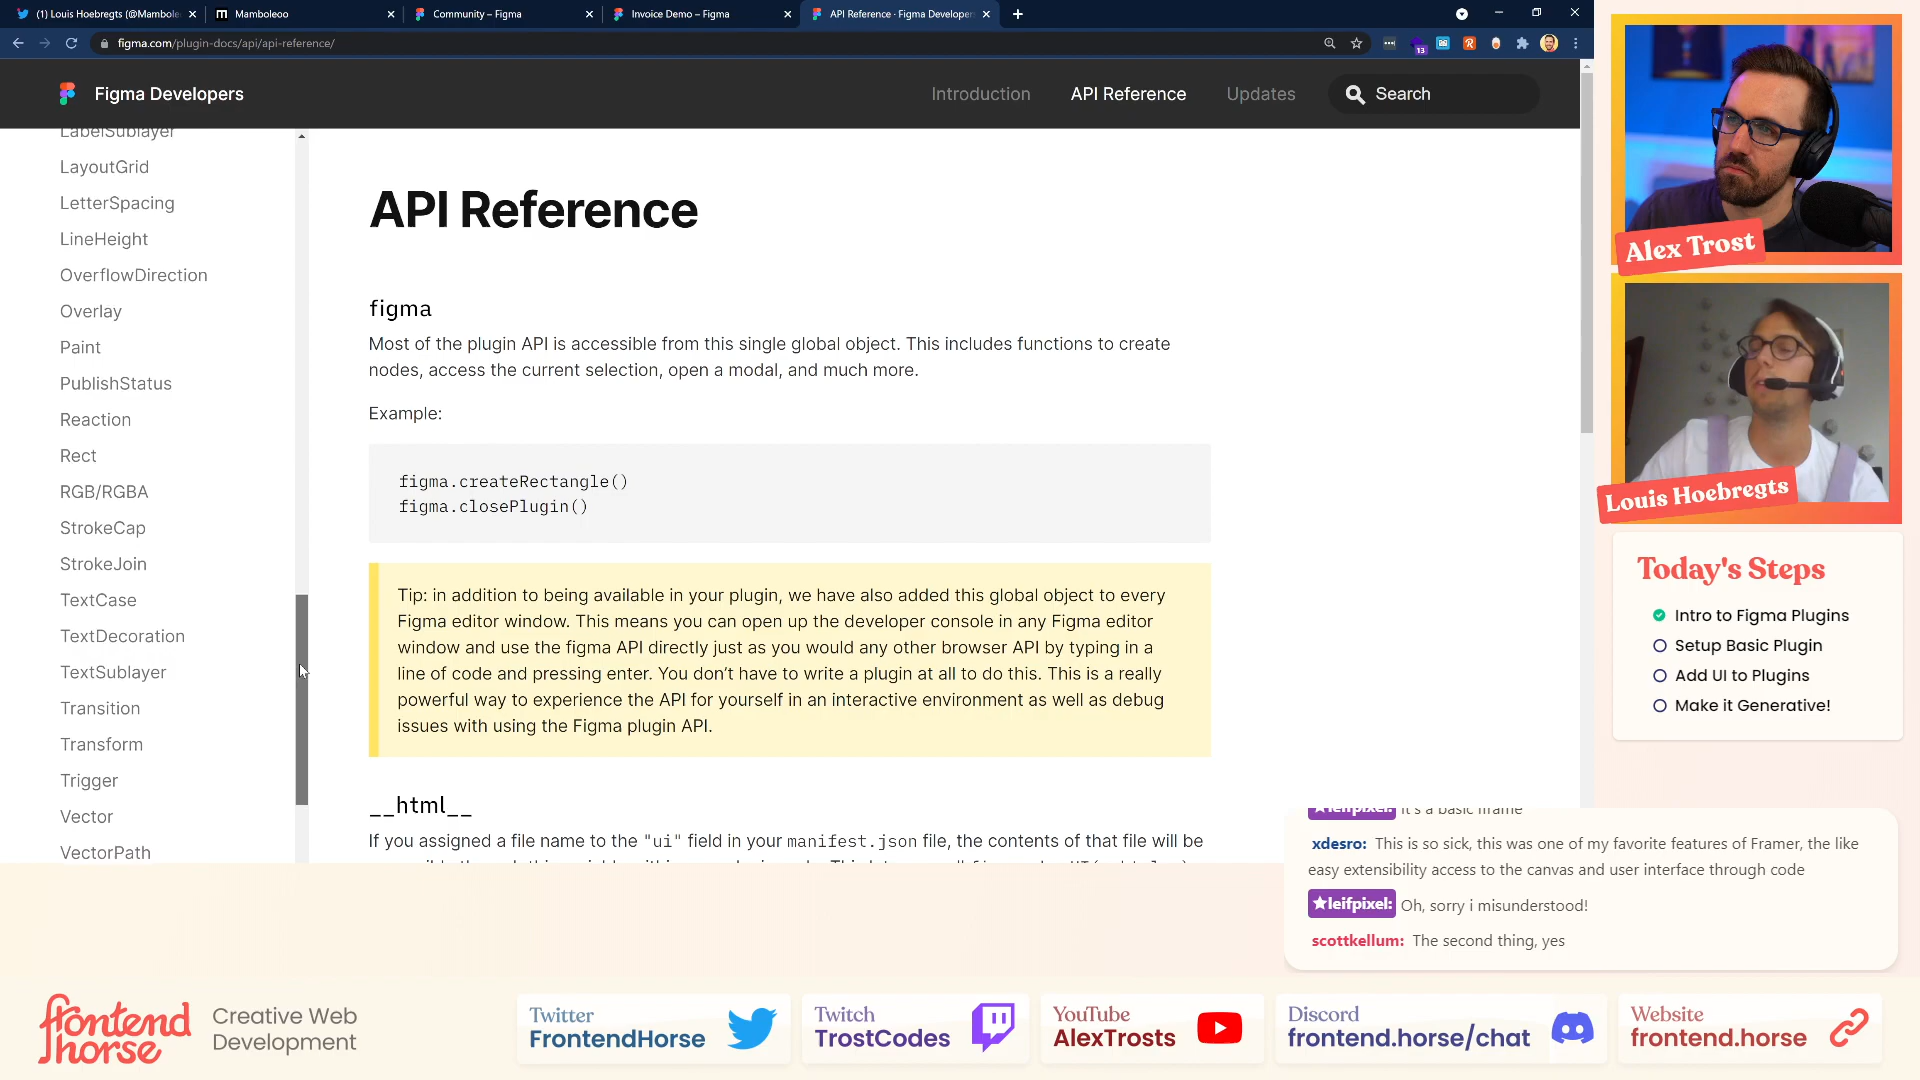 (1) Louis Hoebregts (@Mambole
Mamboleoo
Community – Figma
Invoice Demo – Figma
API Reference · Figma Developer
figma.com/plugin-docs/api/api-reference/
13
Figma Developers
Introduction
API Reference
Updates
Search
LabelSublayer
LayoutGrid
LetterSpacing
LineHeight
OverflowDirection
Overlay
Paint
PublishStatus
Reaction
Rect
RGB/RGBA
StrokeCap
StrokeJoin
TextCase
TextDecoration
TextSublayer
Transition
Transform
Trigger
Vector
VectorPath
API Reference
figma
Most of the plugin API is accessible from this single global object. This includes functions to create
nodes, access the current selection, open a modal, and much more.
Example:
figma.createRectangle()
figma.closePlugin()
Tip: in addition to being available in your plugin, we have also added this global object to every
Figma editor window. This means you can open up the developer console in any Figma editor
window and use the figma API directly just as you would any other browser API by typing in a
line of code and pressing enter. You don't have to write a plugin at all to do this. This is a really
powerful way to experience the API for yourself in an interactive environment as well as debug
issues with using the Figma plugin API.
__html__
If you assigned a file name to the "ui" field in your manifest.json file, the contents of that file will be
Alex Trost
Louis Hoebregts
Today's Steps
Intro to Figma Plugins
Setup Basic Plugin
Add UI to Plugins
Make it Generative!
leifpixel: It's a basic iframe
xdesro: This is so sick, this was one of my favorite features of Framer, the like
easy extensibility access to the canvas and user interface through code
leifpixel: Oh, sorry i misunderstood!
scottkellum: The second thing, yes
frontend
horse
Creative Web
Development
Twitter
FrontendHorse
Twitch
TrostCodes
YouTube
AlexTrosts
Discord
frontend.horse/chat
Website
frontend.horse